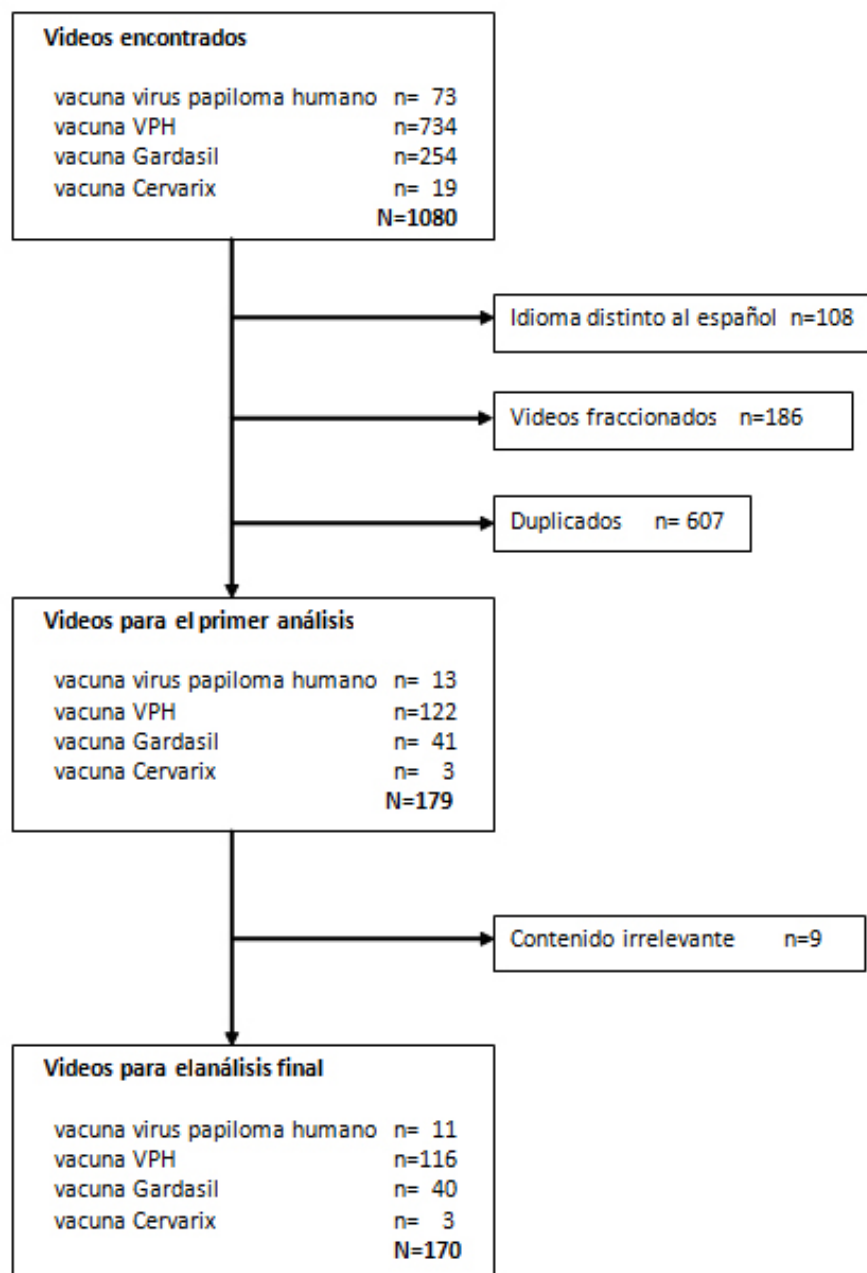 Videos encontrados
vacuna virus papiloma humano n= 73
vacuna VPH n=734
vacuna Gardasil n=254
vacuna Cervarix n= 19
N=1080
Idioma distinto al español n=108
Videos fraccionados n=186
Duplicados n= 607
Videos para el primer análisis
vacuna virus papiloma humano n= 13
vacuna VPH n=122
vacuna Gardasil n= 41
vacuna Cervarix n= 3
N=179
Contenido irrelevante n=9
Videos para elanálisis final
vacuna virus papiloma humano n= 11
vacuna VPH n=116
vacuna Gardasil n= 40
vacuna Cervarix n= 3
N=170